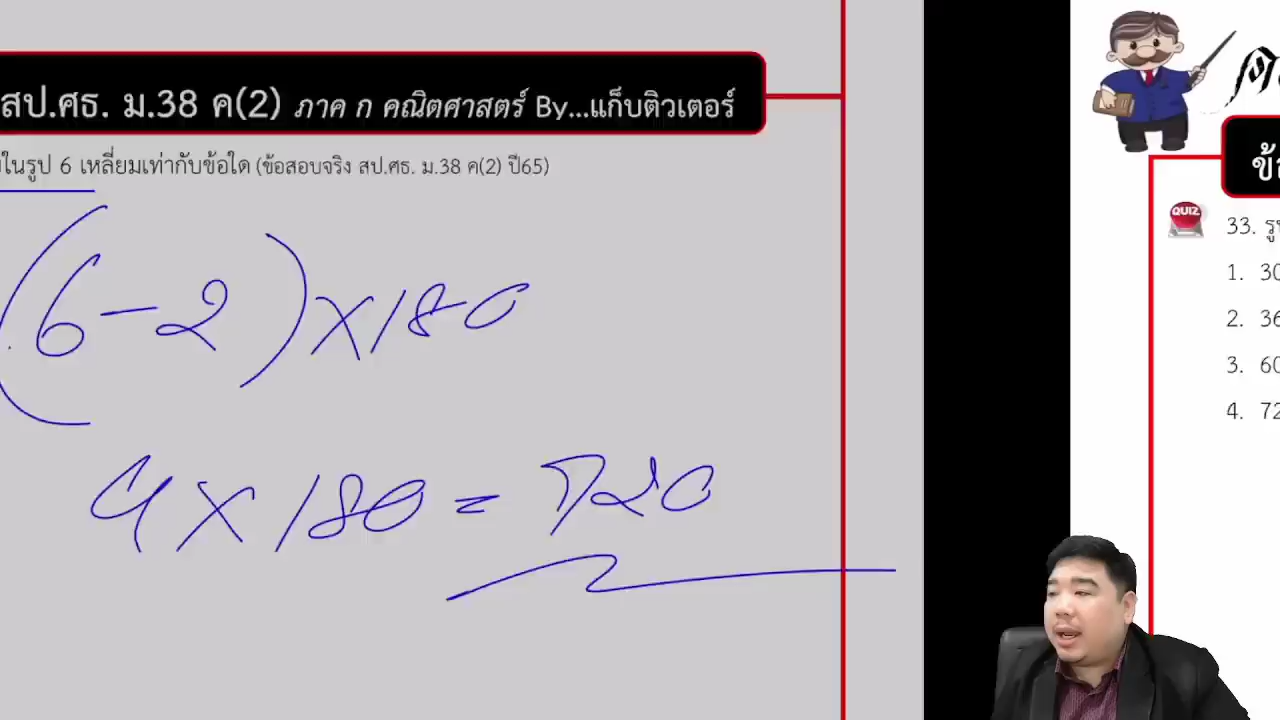 สป.ศธ. ม.38 ค(2) ภาค ก คณิตศาสตร์ By...แก็บติวเตอร์
ในรูป 6 เหลี่ยมเท่ากับข้อใด (ข้อสอบจริง สป.ศธ. ม.38 ค(2) ปี65)
(6-2)×180
4×180=720
ข้
QUIZ
33. รู
1. 30
2. 36
3. 60
4. 72